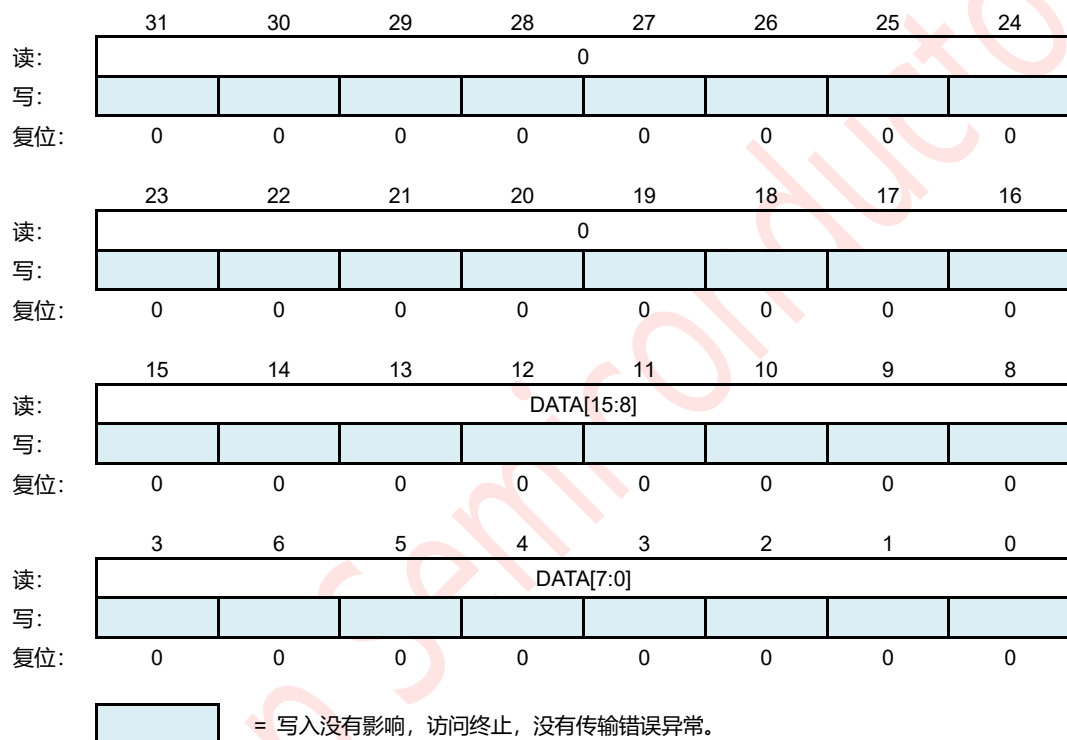 31 30 29 28 27 26 25 24
读: 0
写:
复位: 0 0 0 0 0 0 0 0
23 22 21 20 19 18 17 16
读: 0
写:
复位: 0 0 0 0 0 0 0 0
15 14 13 12 11 10 9 8
读: DATA[15:8]
写:
复位: 0 0 0 0 0 0 0 0
3 6 5 4 3 2 1 0
读: DATA[7:0]
写:
复位: 0 0 0 0 0 0 0 0
= 写入没有影响，访问终止，没有传输错误异常。
n Semiconducto